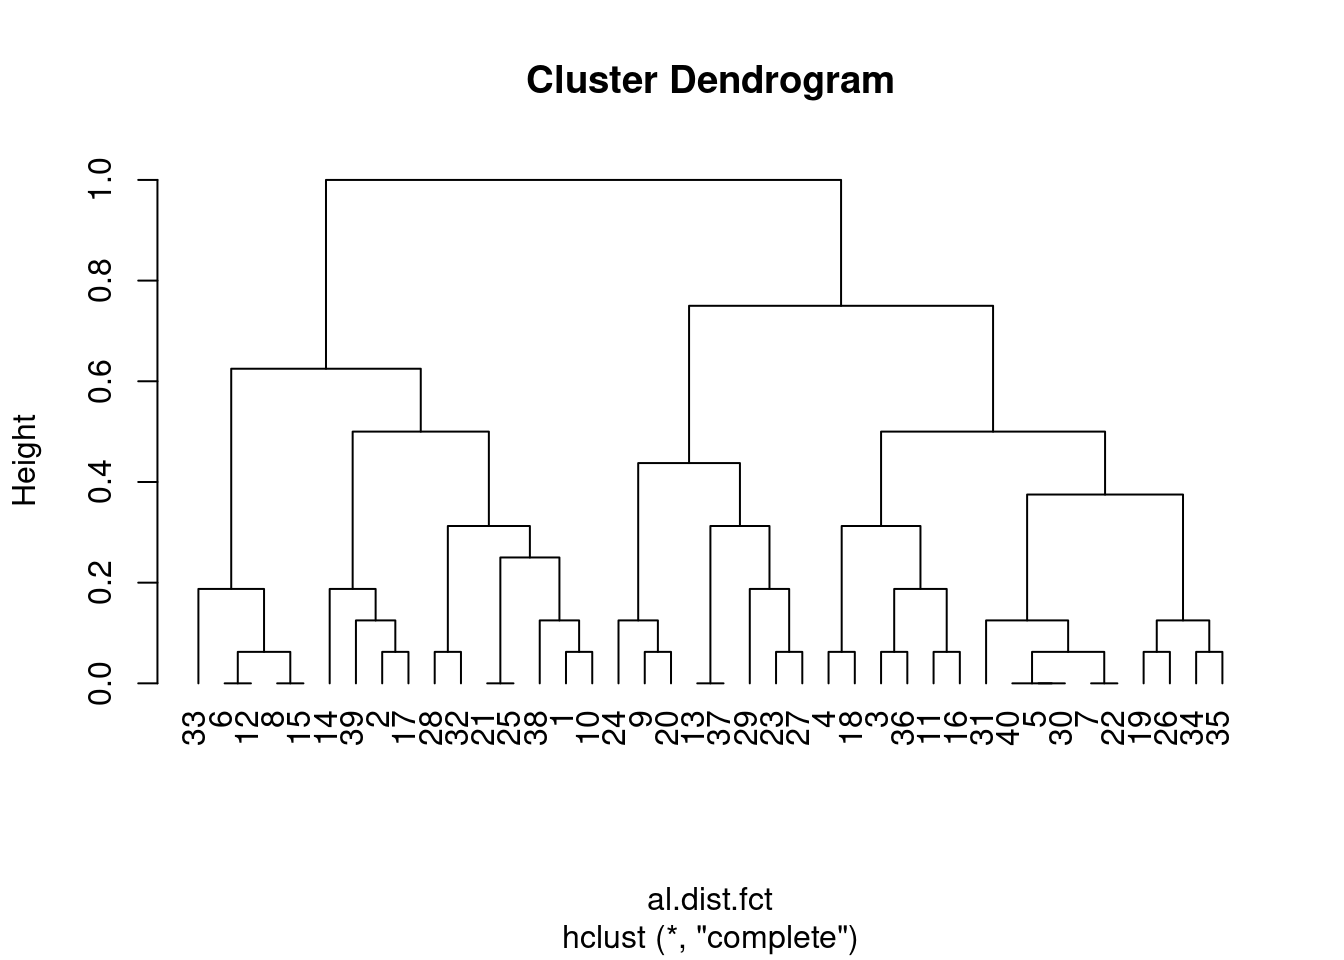 Cluster Dendrogram
Height
0.0 0.2 0.4 0.6 0.8 1.0
33 6 12 8 15 14 39 2 17 28 32 21 25 38 1 10 24 9 20 13 37 29 23 27 4 18 3 36 11 16 31 40 5 30 7 22 19 26 34 35
al.dist.fct
hclust (*, "complete")